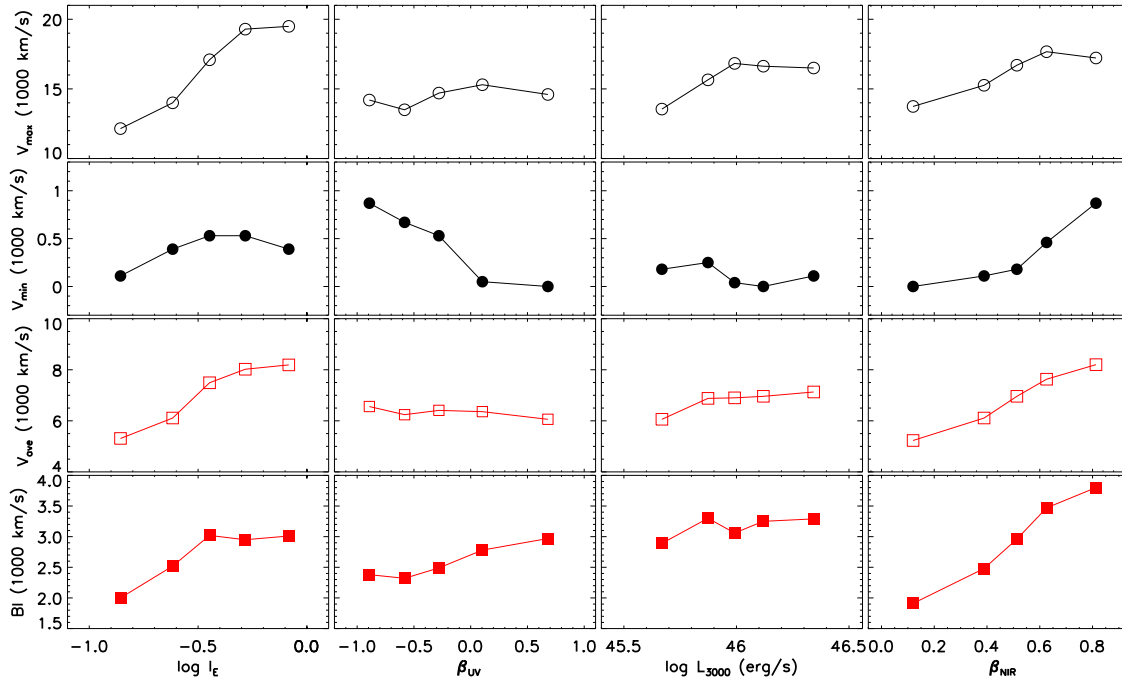 20
15
10
V_max (1000 km/s)
1
0.5
0
V_min (1000 km/s)
10
8
6
4
V_ave (1000 km/s)
4.0
3.5
3.0
2.5
2.0
1.5
BI (1000 km/s)
-1.0 -0.5 0.0 -1.0 -0.5 0.0 0.5 1.0 45.5 46 46.5 0.0 0.2 0.4 0.6 0.8
log I_E β_UV log L_3000 (erg/s) β_NIR